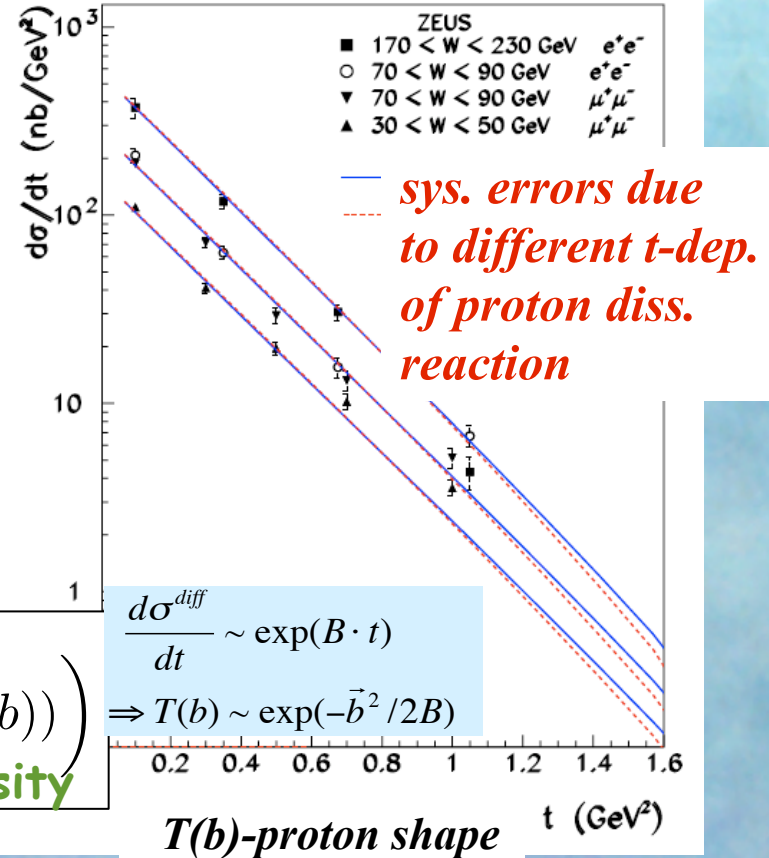 10³
ZEUS
■ 170 < W < 230 GeV e⁺e⁻
○ 70 < W < 90 GeV e⁺e⁻
▼ 70 < W < 90 GeV μ⁺μ⁻
▲ 30 < W < 50 GeV μ⁺μ⁻
dσ/dt (nb/GeV²)
sys. errors due
to different t-dep.
of proton diss.
reaction
10²
10
1
dσ^diff/dt ~ exp(B · t)
b))) ⇒ T(b) ~ exp(–b⃗ ²/2B)
sity
0.2 0.4 0.6 0.8 1 1.2 1.4 1.6
t (GeV²)
T(b)-proton shape